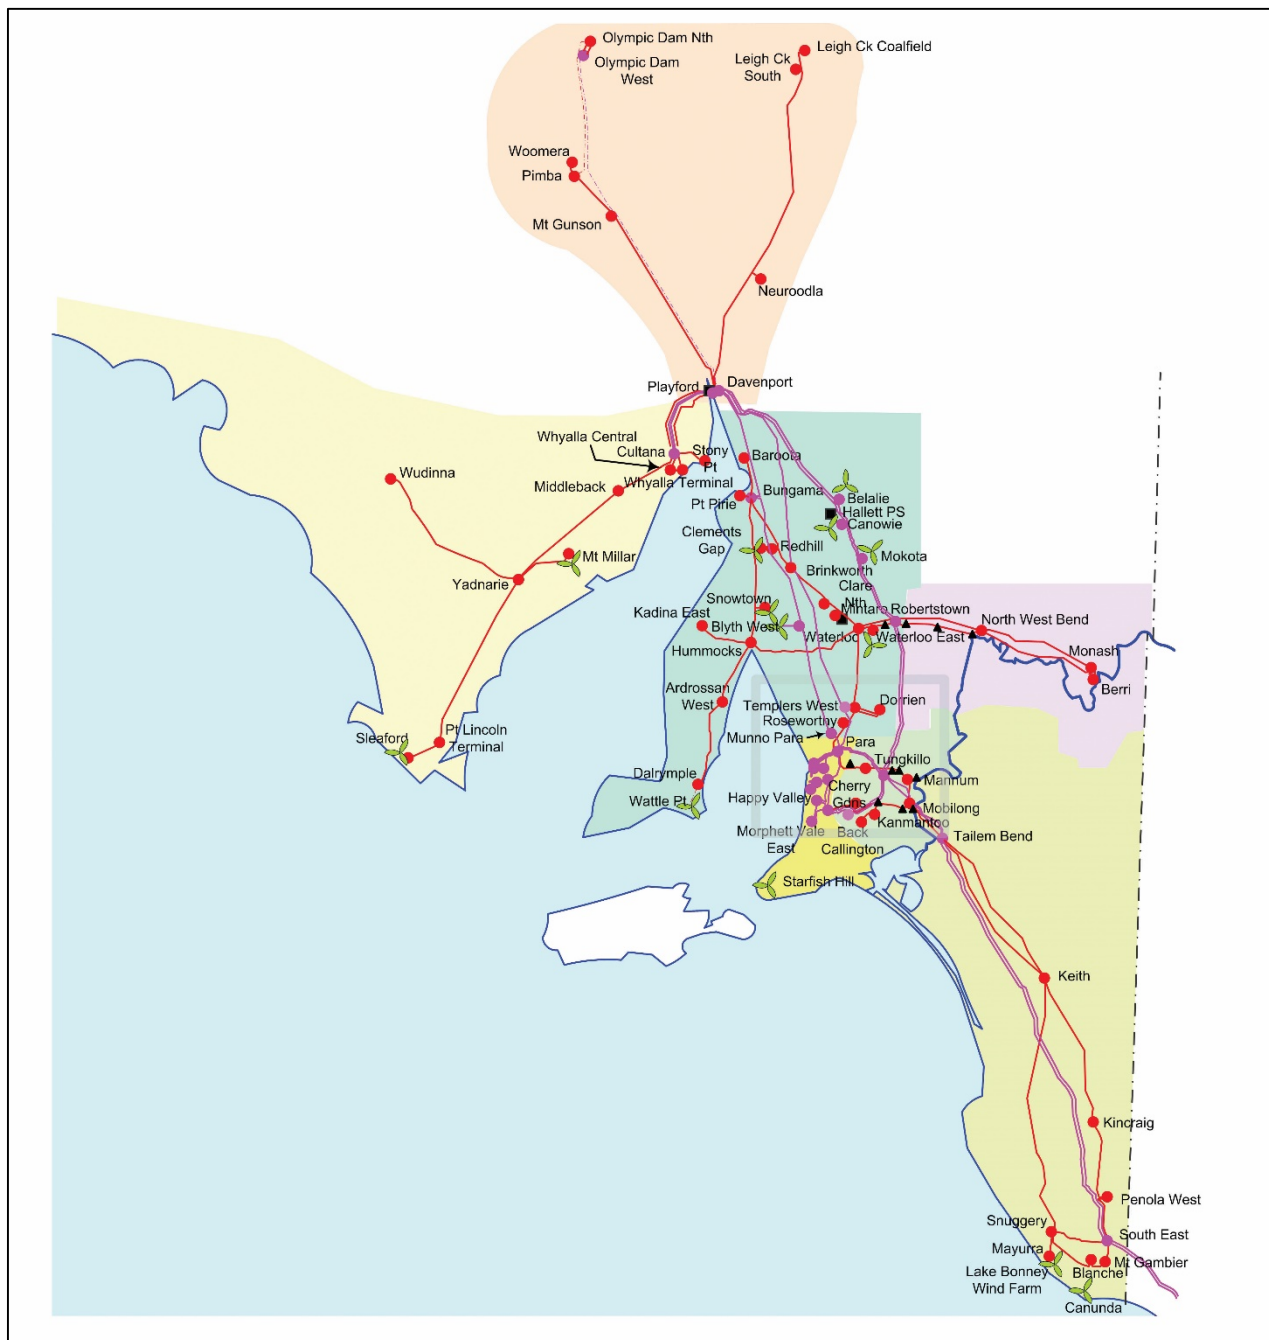 Olympic Dam Nth
Olympic Dam
West
Leigh Ck Coalfield
Leigh Ck
South
Woomera
Pimba
Mt Gunson
Neuroodla
Playford
Davenport
Whyalla Central
Cultana
Stony
Pt
Baroota
Wudinna
Whyalla Terminal
Middleback
Bungama
Pt Pirie
Belalie
Hallett PS
Canowie
Clements
Gap
Redhill
Mokota
Mt Millar
Yadnarie
Brinkworth
Clare
Nth
Snowtown
Kadina East
Mintaro
Robertstown
North West Bend
Blyth West
Waterloo
Waterloo East
Hummocks
Monash
Berri
Ardrossan
West
Templers West
Dorrien
Roseworthy
Sleaford
Pt Lincoln
Terminal
Munno Para
Para
Tungkillo
Dalrymple
Mannum
Wattle Pt
Happy Valley
Cherry
Gdns
Mobilong
Kanmantoo
Morphett Vale
East
Back
Callington
Tailem Bend
Starfish Hill
Keith
Kincraig
Penola West
Snuggery
South East
Mayurra
Mt Gambier
Lake Bonney
Wind Farm
Blanche
Canunda